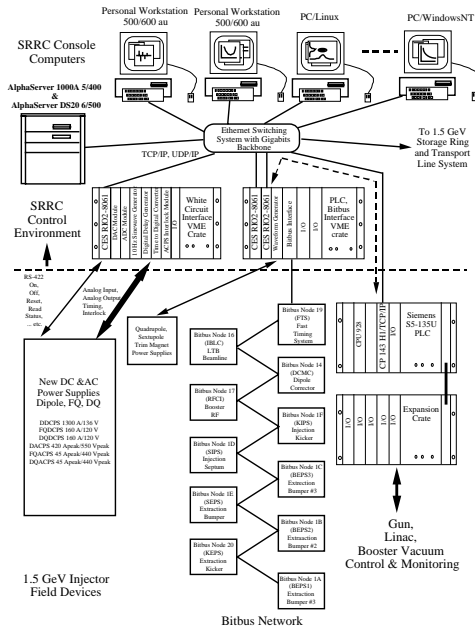 Personal Workstation
500/600 au
Personal Workstation
500/600 au
PC/Linux
PC/WindowsNT
SRRC Console
Computers
AlphaServer 1000A 5/400
&
AlphaServer DS20 6/500
Ethernet Switching
System with Gigabits
Backbone
TCP/IP, UDP/IP
To 1.5 GeV
Storage Ring
and Transport
Line System
SRRC
Control
Environment
CES RIO2-8061
DAC Module
ADC Module
10 Hz Sinewave Generator
Digital Delay Generator
Time to Digital Converter
ACPS Interlock Module
I/O
White
Circuit
Interface
VME
Crate
CES RIO2-8061
CES RIO2-8061
Waveform Generator
Bitbus Interface
I/O
I/O
PLC,
Bitbus
Interface
VME
crate
RS-422
On,
Off,
Reset,
Read
Status,
... etc.
Analog Input,
Analog Output
Timing,
Interlock
Quadrapole,
Sextupole
Trim Magnet
Power Supplies
New DC &AC
Power Supplies
Dipole, FQ, DQ
DDCPS 1300 A/136 V
FQDCPS 160 A/120 V
DQDCPS 160 A/120 V
DACPS 420 Apeak/550 Vpeak
FQACPS 45 Apeak/440 Vpeak
DQACPS 45 Apeak/440 Vpeak
1.5 GeV Injector
Field Devices
Bitbus Node 19
(FTS)
Fast
Timing
System
Bitbus Node 16
(IBLC)
LTB
Beamline
Bitbus Node 14
(DCMC)
Dipole
Corrector
Bitbus Node 17
(RFCI)
Booster
RF
Bitbus Node 1F
(KIPS)
Injection
Kicker
Bitbus Node 1D
(SIPS)
Injection
Septum
Bitbus Node 1C
(BEPS3)
Extrection
Bumper #3
Bitbus Node 1E
(SEPS)
Extraction
Bumper
Bitbus Node 1B
(BEPS2)
Extraction
Bumper #2
Bitbus Node 20
(KEPS)
Extraction
Kicker
Bitbus Node 1A
(BEPS1)
Extraction
Bumper #3
Bitbus Network
CPU 928
CP 143 H1/TCP/IP
I/O
Siemens
S5-135U
PLC
I/O
I/O
I/O
I/O
I/O
Expansion
Crate
Gun,
Linac,
Booster Vacuum
Control & Monitoring